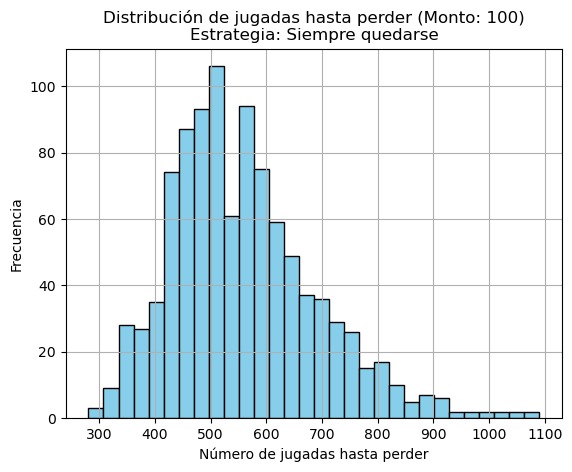 Distribución de jugadas hasta perder (Monto: 100)
Estrategia: Siempre quedarse
Frecuencia
100
80
60
40
20
0
300 400 500 600 700 800 900 1000 1100
Número de jugadas hasta perder